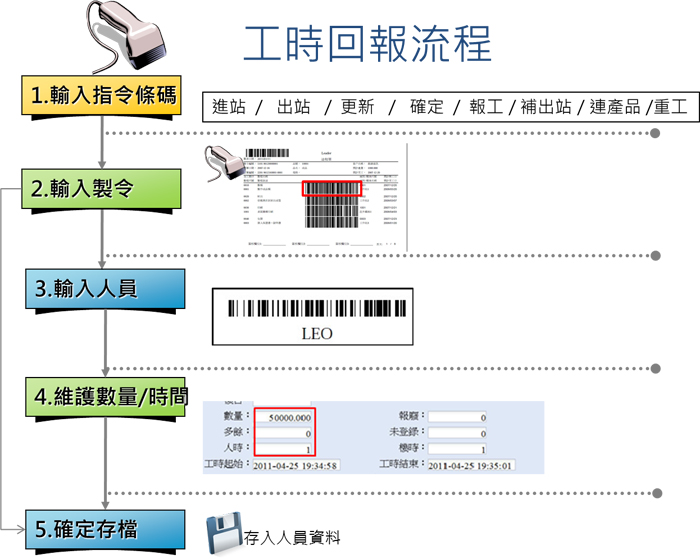 工時回報流程
1.輸入指令條碼
進站 / 出站 / 更新 / 確定 / 報工 / 補出站 / 連產品 / 重工
2.輸入製令
3.輸入人員
LEO
4.維護數量/時間
數量： 50000.000 報廢： 0
多餘： 0 未登錄： 0
人時： 1 機時： 1
工時起始： 2011-04-25 19:34:58 工時結束： 2011-04-25 19:35:01
5.確定存檔
存入人員資料